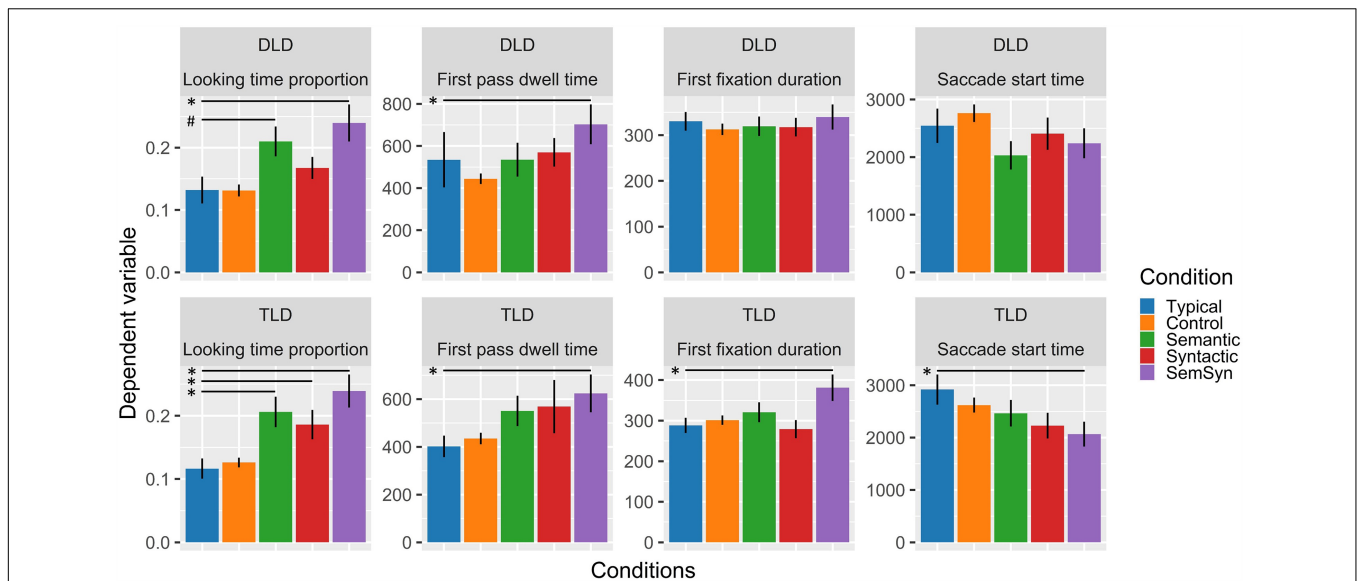 DLD
Looking time proportion
*
#
0.2
0.1
0.0
DLD
First pass dwell time
*
800
600
400
200
0
DLD
First fixation duration
300
200
100
0
DLD
Saccade start time
3000
2000
1000
0
TLD
Looking time proportion
*
*
*
0.2
0.1
0.0
TLD
First pass dwell time
*
600
400
200
0
TLD
First fixation duration
*
400
300
200
100
0
TLD
Saccade start time
*
3000
2000
1000
0
Dependent variable
Conditions
Condition
Typical
Control
Semantic
Syntactic
SemSyn